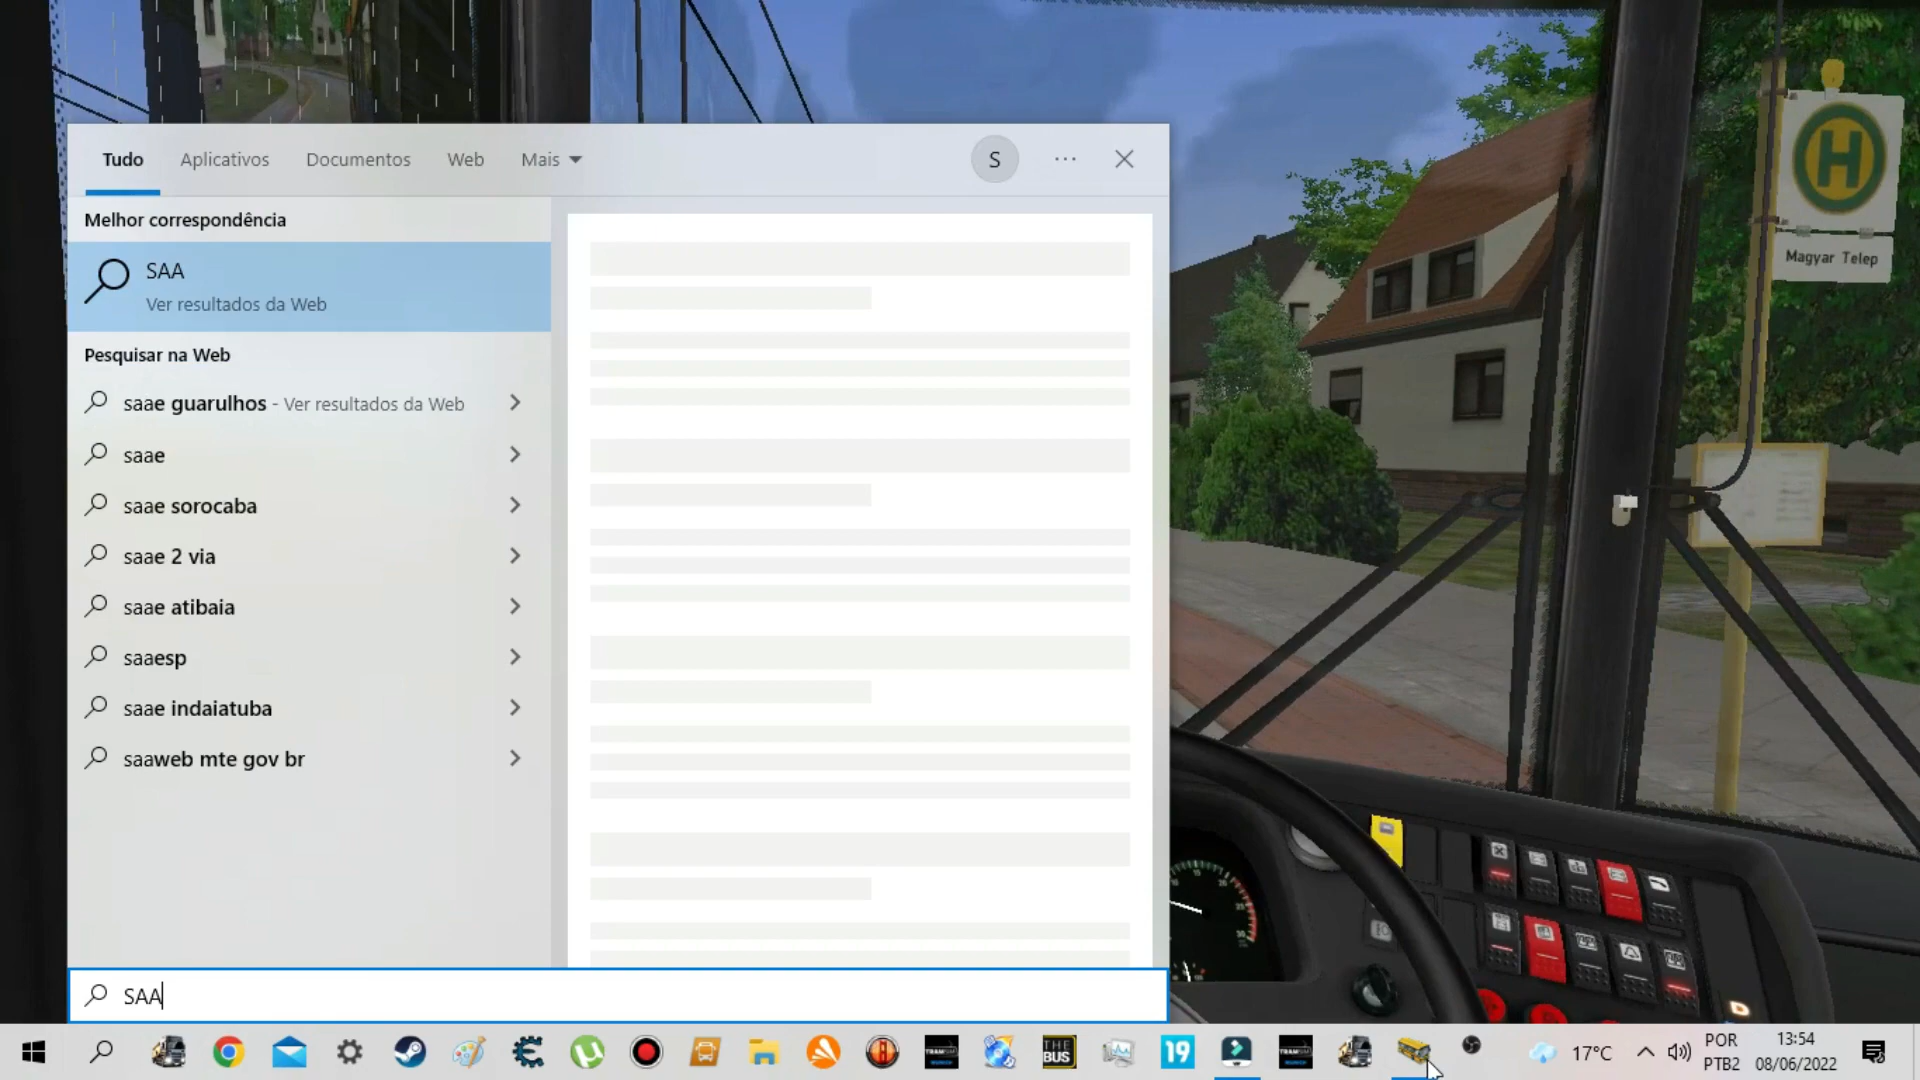 Tudo Aplicativos Documentos Web Mais S
Melhor correspondência
SAA
Ver resultados da Web
Pesquisar na Web
saae guarulhos - Ver resultados da Web
saae
saae sorocaba
saae 2 via
saae atibaia
saaesp
saae indaiatuba
saaweb mte gov br
SAA
H
Magyar Telep
THE
BUS
19
17°C
POR
PTB2
13:54
08/06/2022